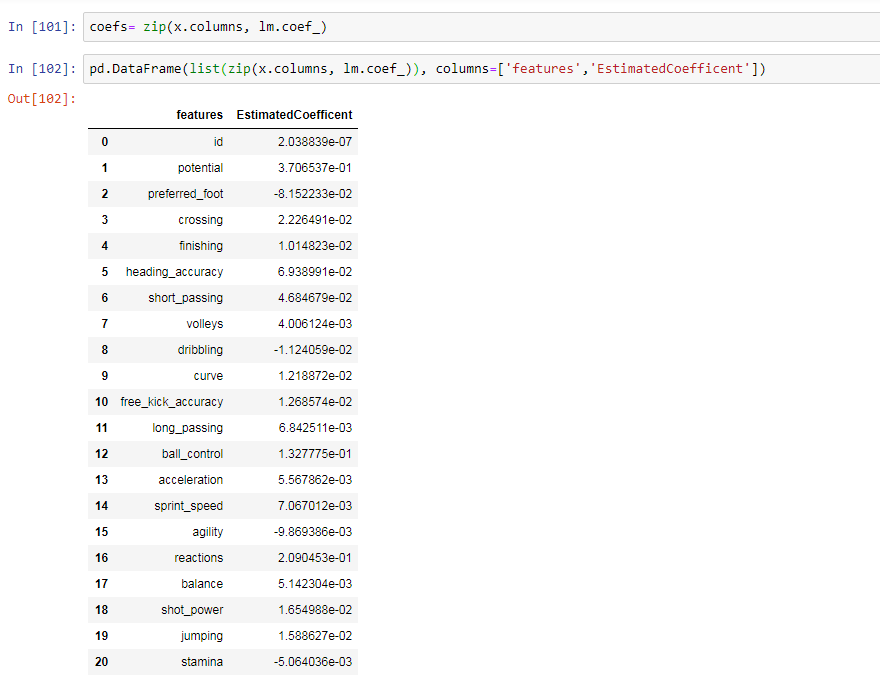 In [101]: coefs= zip(x.columns, lm.coef_)
In [102]: pd.DataFrame(list(zip(x.columns, lm.coef_)), columns=['features','EstimatedCoefficent'])
Out[102]:
features EstimatedCoefficent
0 id 2.038839e-07
1 potential 3.706537e-01
2 preferred_foot -8.152233e-02
3 crossing 2.226491e-02
4 finishing 1.014823e-02
5 heading_accuracy 6.938991e-02
6 short_passing 4.684679e-02
7 volleys 4.006124e-03
8 dribbling -1.124059e-02
9 curve 1.218872e-02
10 free_kick_accuracy 1.268574e-02
11 long_passing 6.842511e-03
12 ball_control 1.327775e-01
13 acceleration 5.567862e-03
14 sprint_speed 7.067012e-03
15 agility -9.869386e-03
16 reactions 2.090453e-01
17 balance 5.142304e-03
18 shot_power 1.654988e-02
19 jumping 1.588627e-02
20 stamina -5.064036e-03